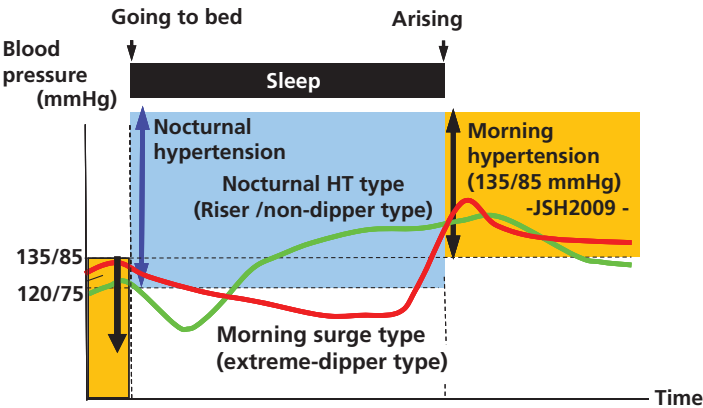 Going to bed
Arising
Blood
pressure
(mmHg)
Sleep
Nocturnal
hypertension
Morning
hypertension
(135/85 mmHg)
-JSH2009 -
Nocturnal HT type
(Riser /non-dipper type)
135/85
120/75
Morning surge type
(extreme-dipper type)
Time